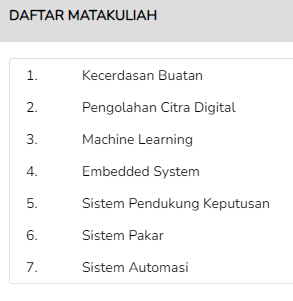 DAFTAR MATAKULIAH
1. Kecerdasan Buatan
2. Pengolahan Citra Digital
3. Machine Learning
4. Embedded System
5. Sistem Pendukung Keputusan
6. Sistem Pakar
7. Sistem Automasi